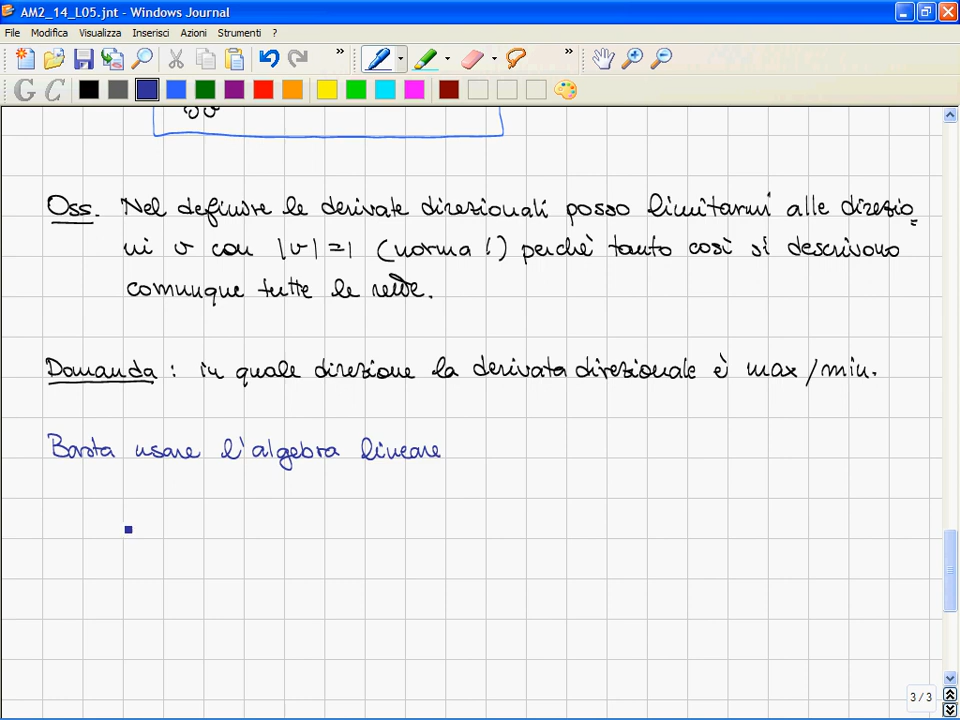 AM2_14_L05.jnt - Windows Journal
File Modifica Visualizza Inserisci Azioni Strumenti ?
G C
Oss. Nel definire le derivate direzionali posso limitarmi alle direzio=
ni v con |v|=1 (norma!) perchè tanto così si descrivono
comunque tutte le rette.
Domanda: in quale direzione la derivata direzionale è max/min.
Basta usare l'algebra lineare
3/3